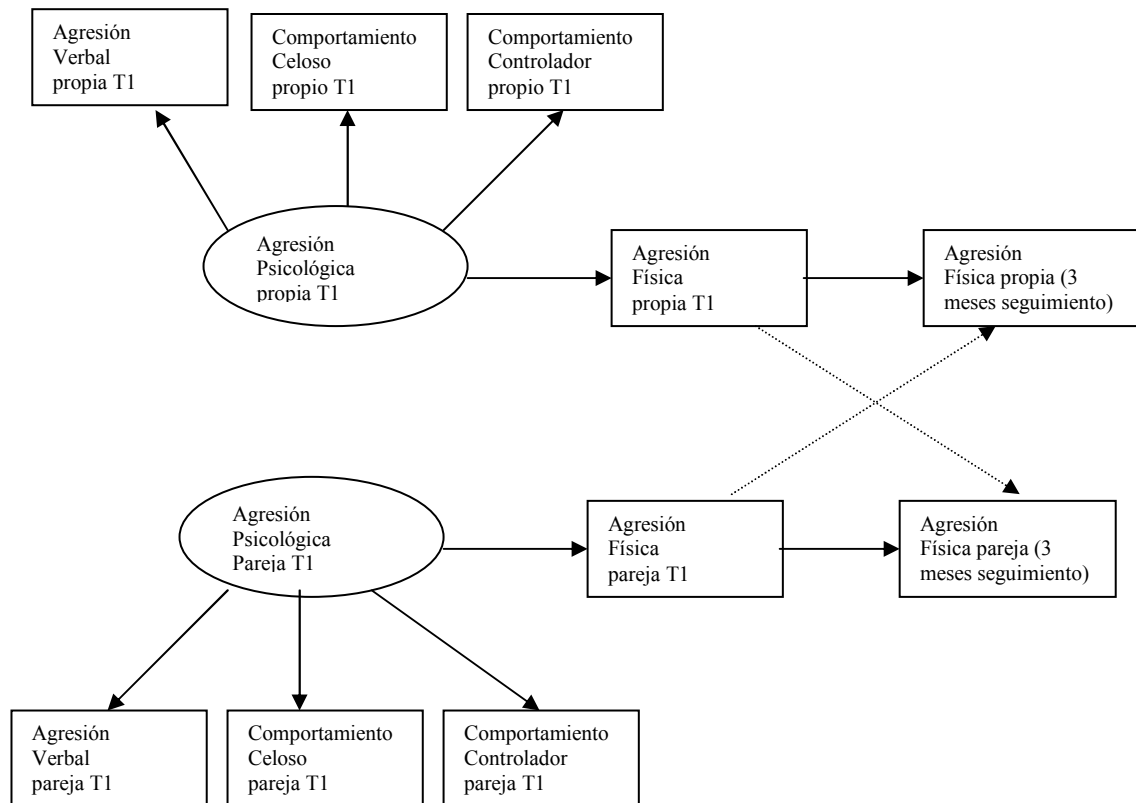 Agresión
Verbal
propia T1
Comportamiento
Celoso
propio T1
Comportamiento
Controlador
propio T1
Agresión
Psicológica
propia T1
Agresión
Física
propia T1
Agresión
Física propia (3
meses seguimiento)
Agresión
Psicológica
Pareja T1
Agresión
Física
pareja T1
Agresión
Física pareja (3
meses seguimiento)
Agresión
Verbal
pareja T1
Comportamiento
Celoso
pareja T1
Comportamiento
Controlador
pareja T1